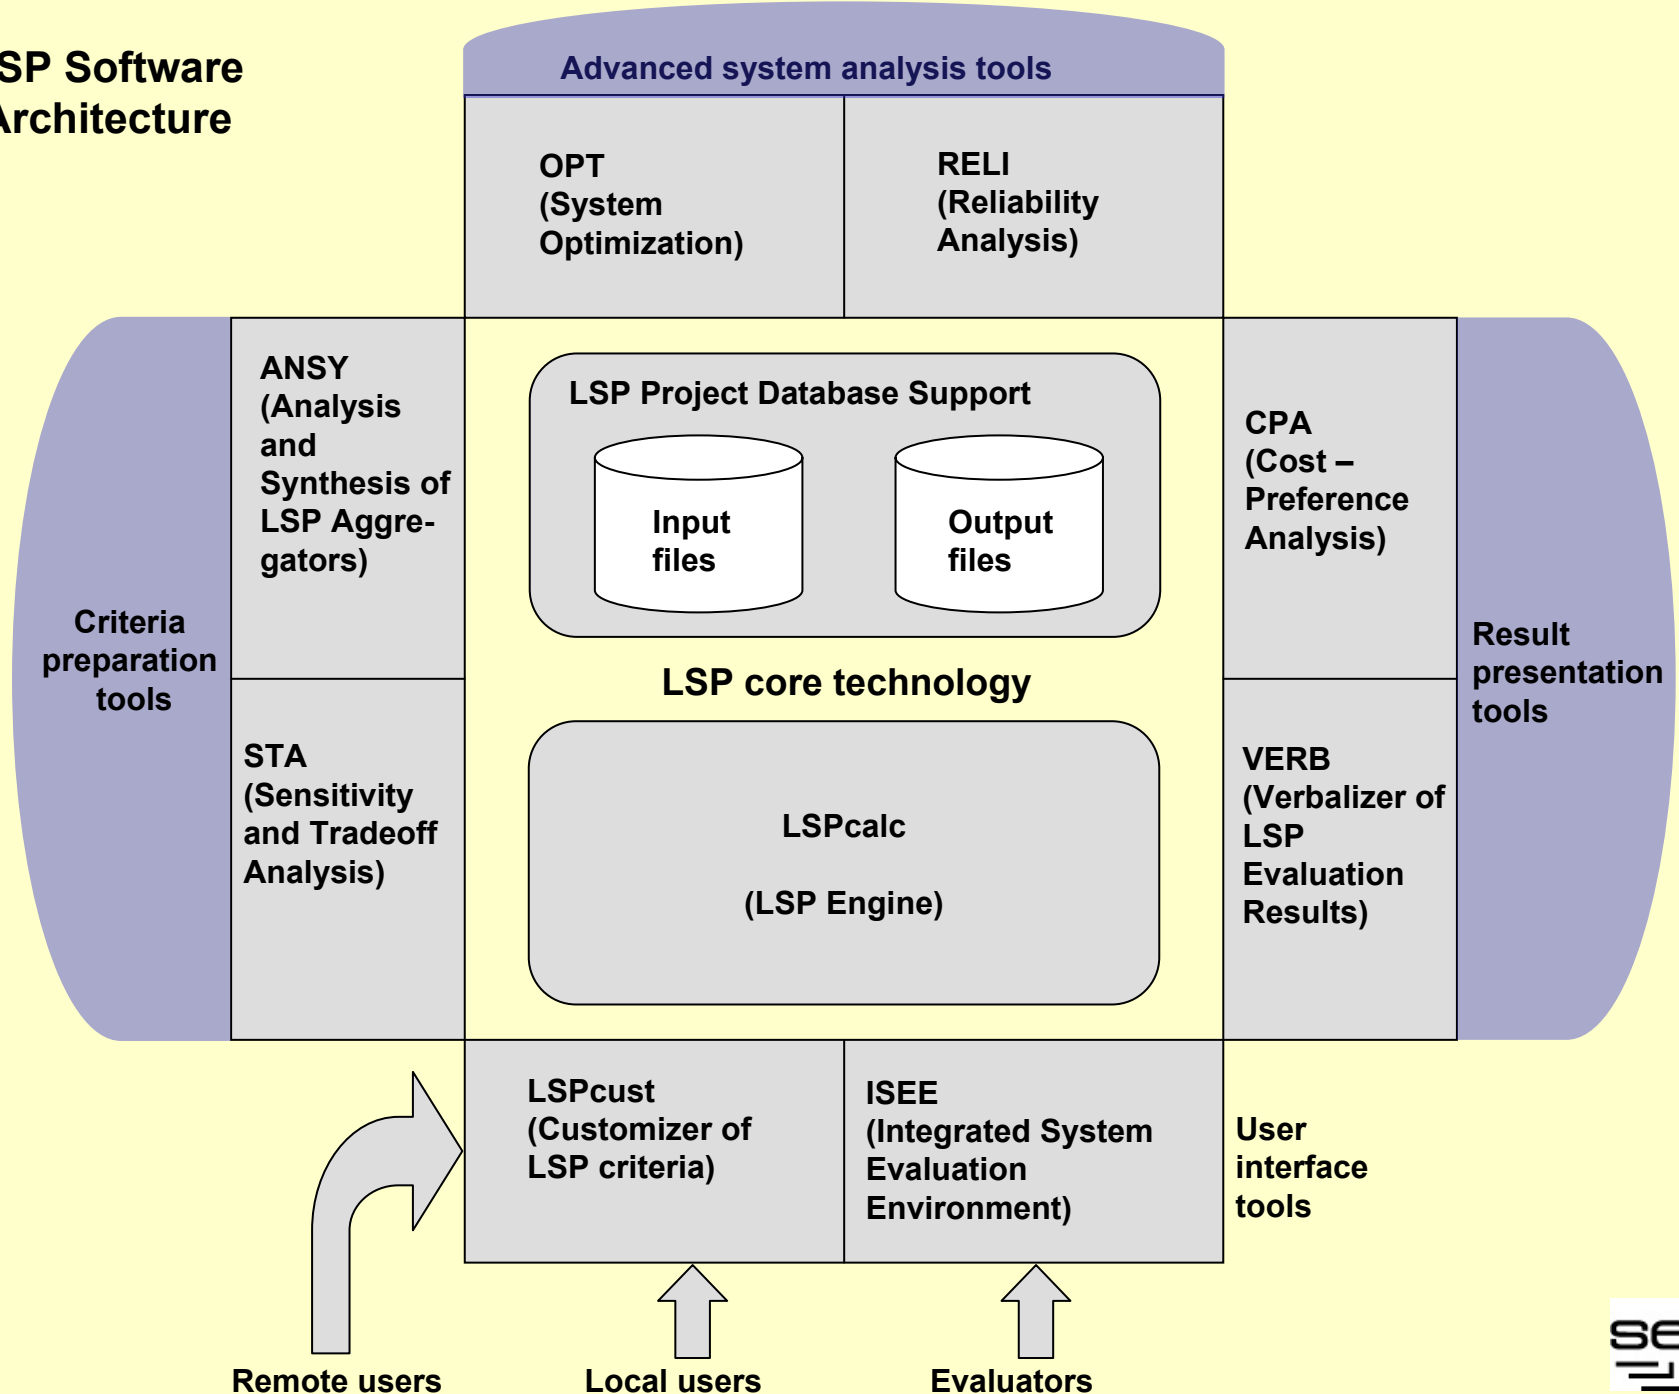 SP Software
Architecture
Advanced system analysis tools
OPT
(System
Optimization)
RELI
(Reliability
Analysis)
ANSY
(Analysis
and
Synthesis of
LSP Aggre-
gators)
LSP Project Database Support
Input
files
Output
files
CPA
(Cost –
Preference
Analysis)
Criteria
preparation
tools
Result
presentation
tools
LSP core technology
STA
(Sensitivity
and Tradeoff
Analysis)
LSPcalc
(LSP Engine)
VERB
(Verbalizer of
LSP
Evaluation
Results)
LSPcust
(Customizer of
LSP criteria)
ISEE
(Integrated System
Evaluation
Environment)
User
interface
tools
Remote users
Local users
Evaluators